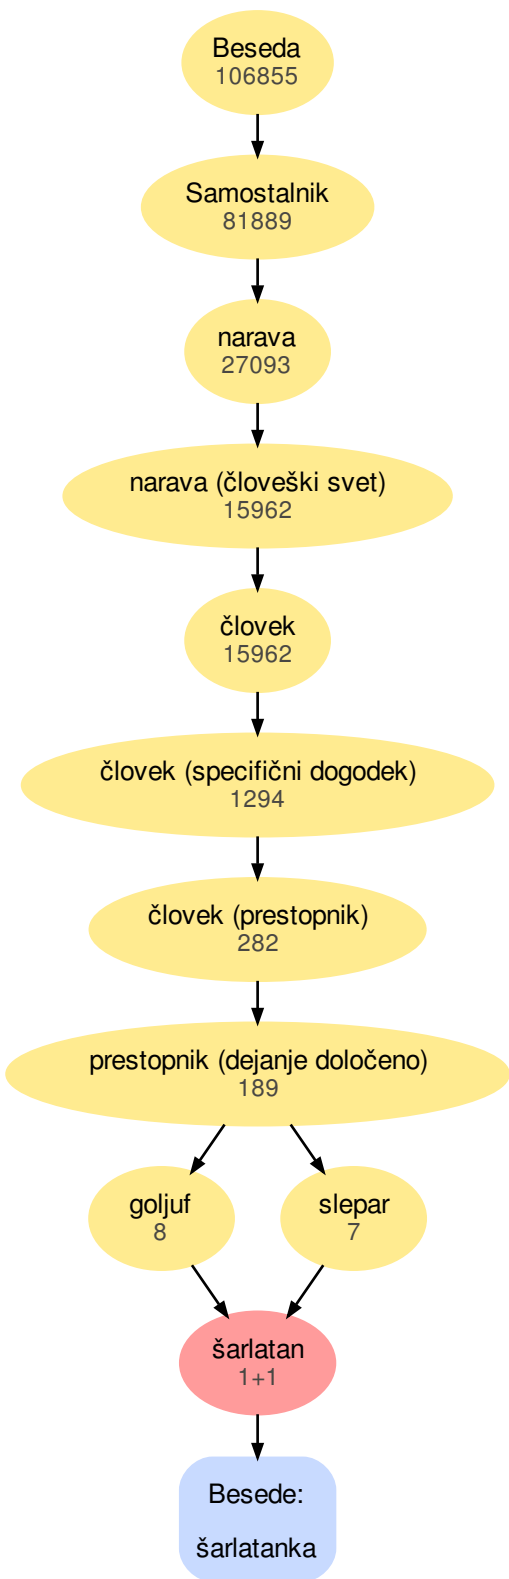 Beseda
106855
Samostalnik
81889
narava
27093
narava (človeški svet)
15962
človek
15962
človek (specifični dogodek)
1294
človek (prestopnik)
282
prestopnik (dejanje določeno)
189
goljuf
8
slepar
7
šarlatan
1+1
Besede:
šarlatanka